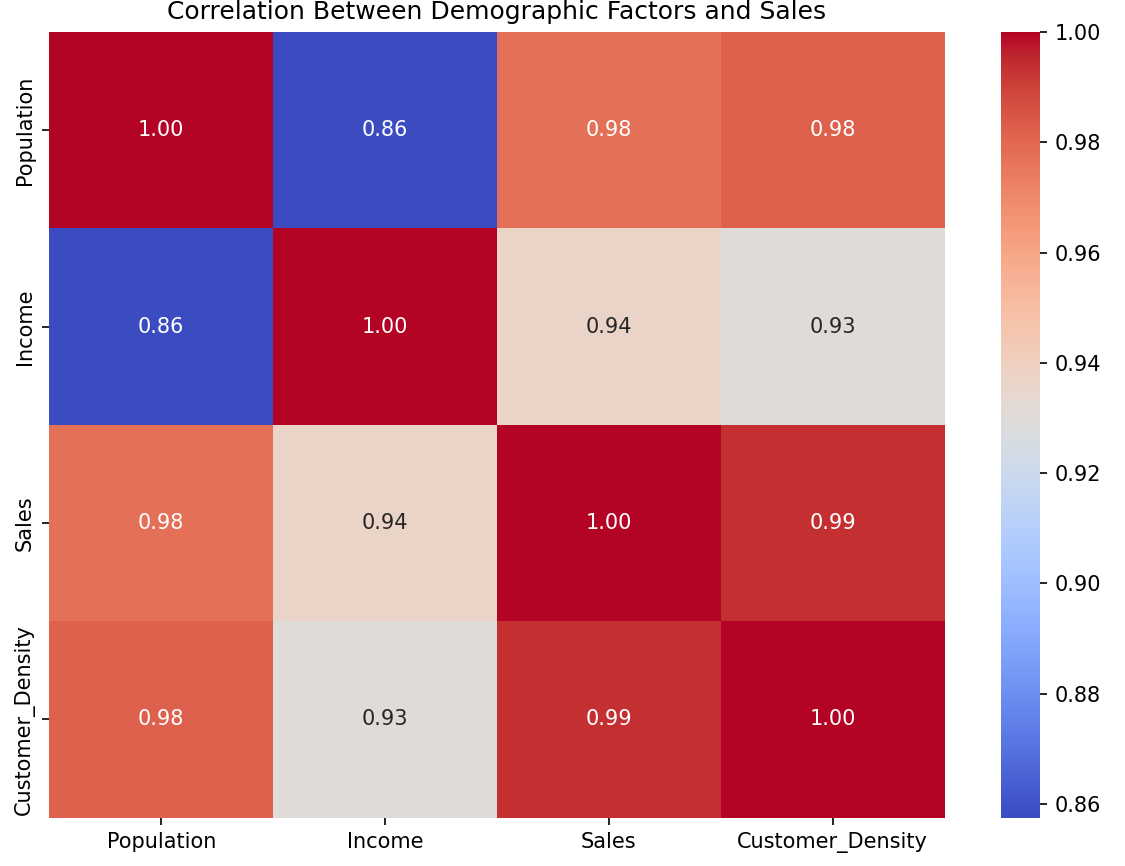 Correlation Between Demographic Factors and Sales
Population
1.00
0.86
0.98
0.98
Income
0.86
1.00
0.94
0.93
Sales
0.98
0.94
1.00
0.99
Customer_Density
0.98
0.93
0.99
1.00
Population
Income
Sales
Customer_Density
1.00
0.98
0.96
0.94
0.92
0.90
0.88
0.86